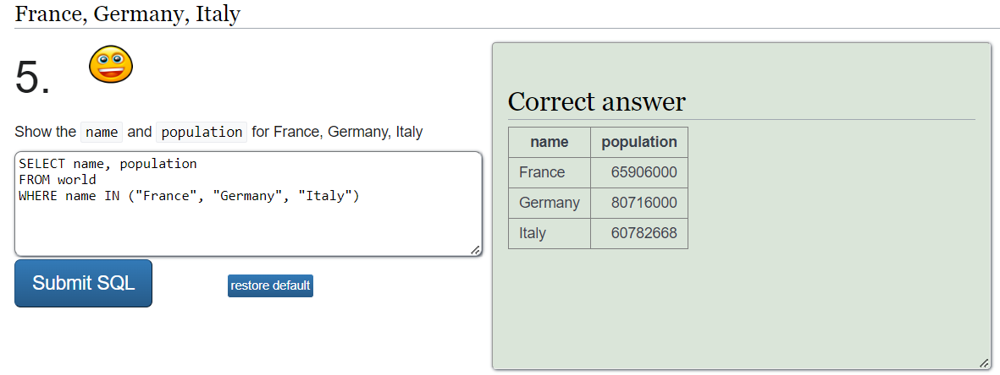 France, Germany, Italy
5.
Show the name and population for France, Germany, Italy
SELECT name, population
FROM world
WHERE name IN ("France", "Germany", "Italy")
Submit SQL
restore default
Correct answer
name population
France 65906000
Germany 80716000
Italy 60782668